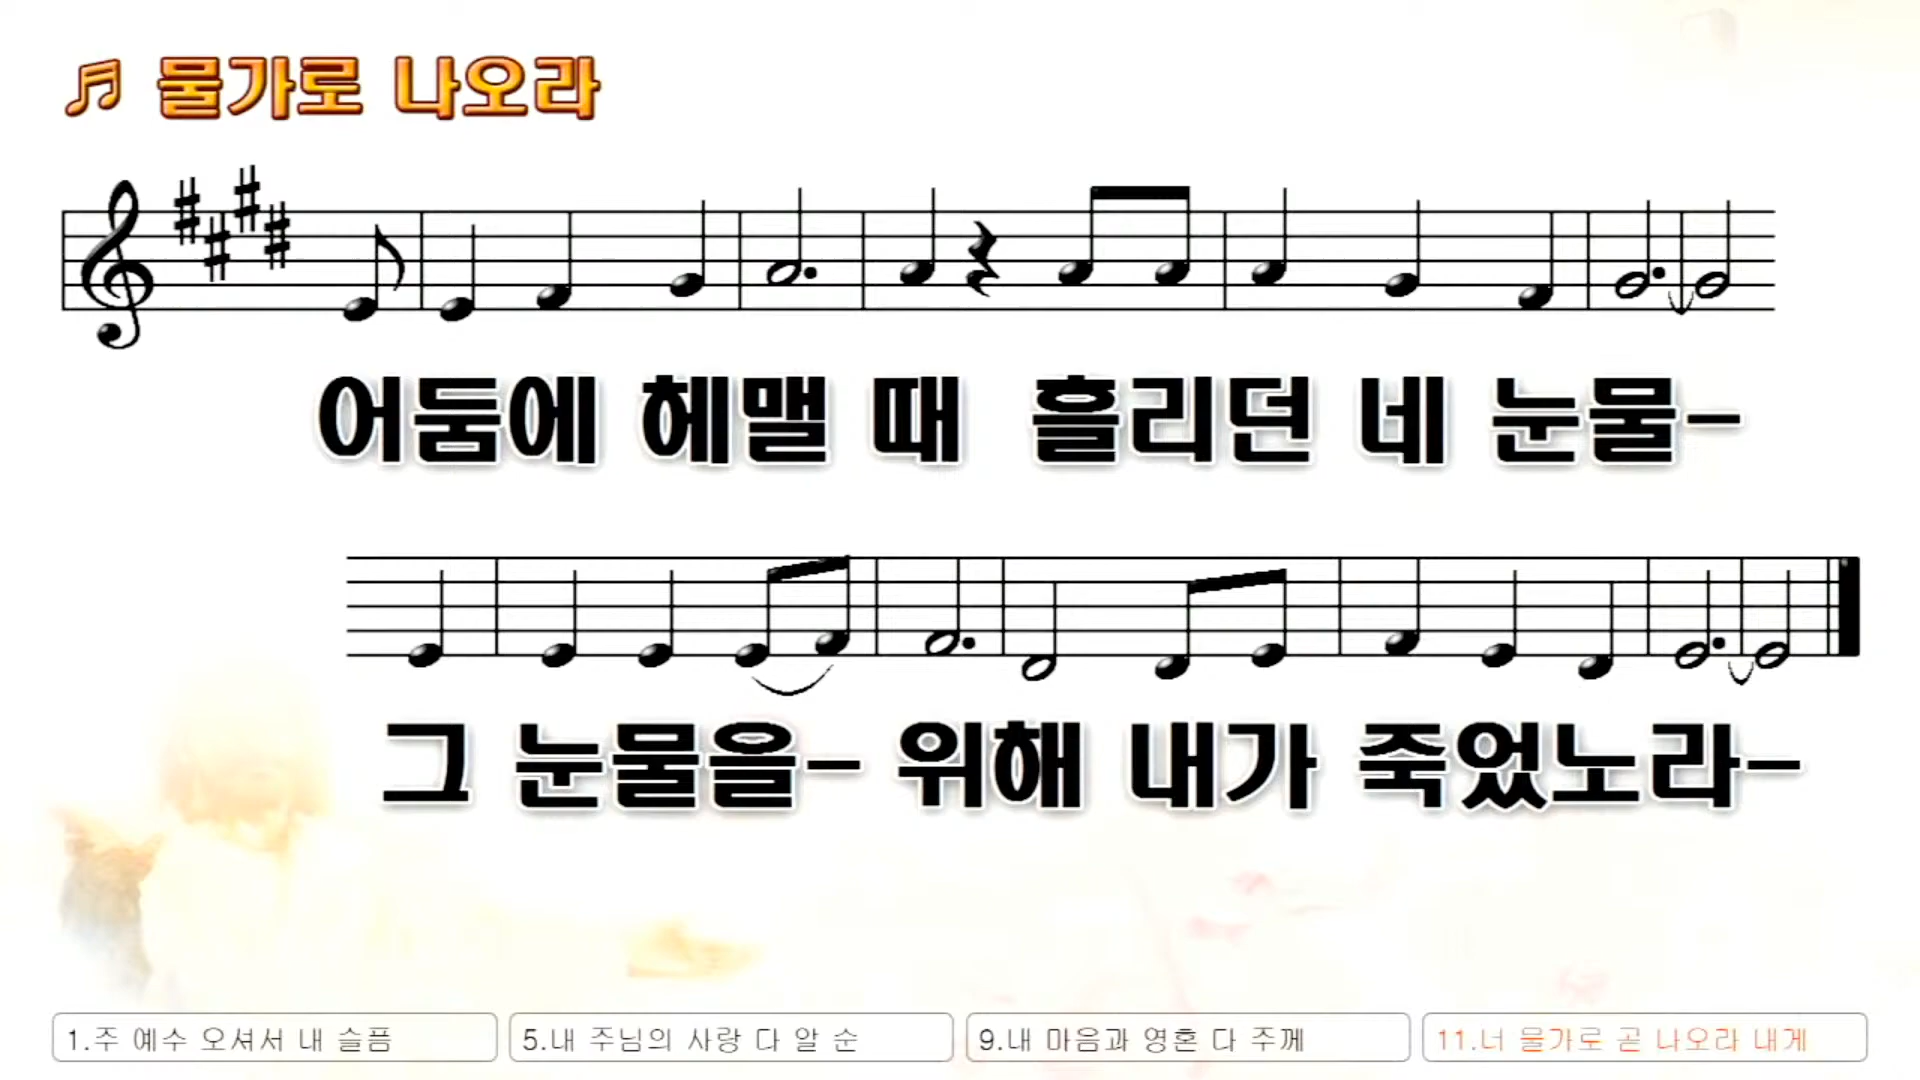 물가로 나오라
어둠에 헤맬 때 흘리던 네 눈물-
그 눈물을- 위해 내가 죽었노라-
1.주 예수 오셔서 내 슬픔
5.내 주님의 사랑 다 알 순
9.내 마음과 영혼 다 주께
11.너 물가로 곧 나오라 내게